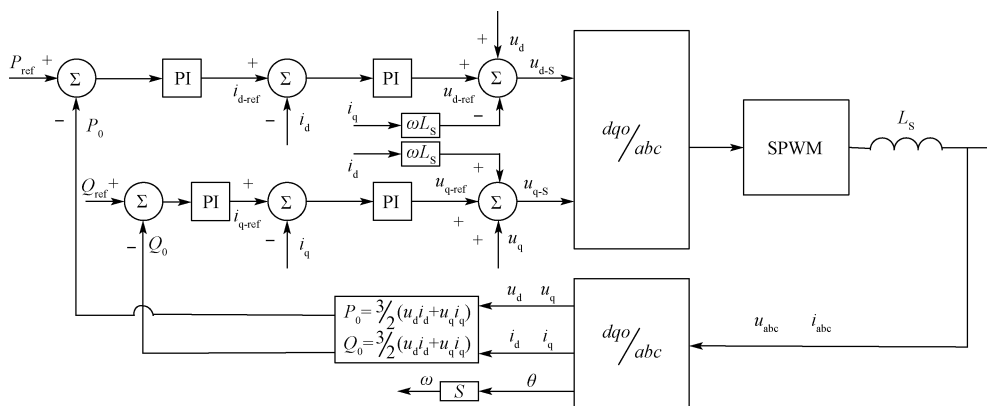 P_ref + Σ PI + Σ PI + Σ + u_d u_d-S
− P_0 i_d-ref − i_d u_d-ref −
i_q ωL_S
i_d ωL_S
Q_ref + Σ PI + Σ PI u_q-ref + Σ u_q-S
− Q_0 i_q-ref − i_q + + u_q
dqo/abc
SPWM
L_S
P_0=3/2(u_d i_d+u_q i_q)
Q_0=3/2(u_d i_d+u_q i_q)
u_d u_q
i_d i_q
dqo/abc
u_abc i_abc
ω S θ